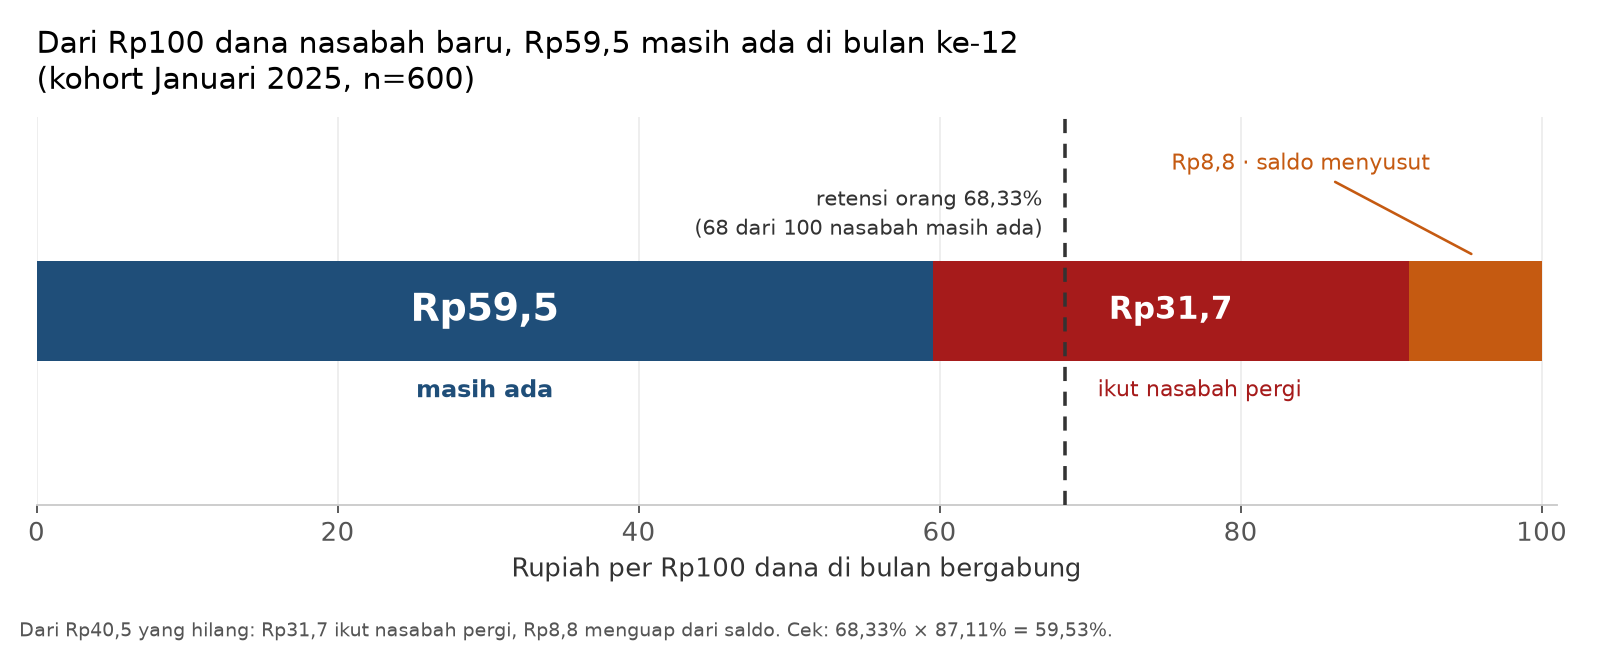 Dari Rp100 dana nasabah baru, Rp59,5 masih ada di bulan ke-12
(kohort Januari 2025, n=600)
Rp8,8 · saldo menyusut
retensi orang 68,33%
(68 dari 100 nasabah masih ada)
Rp59,5
Rp31,7
masih ada
ikut nasabah pergi
0
20
40
60
80
100
Rupiah per Rp100 dana di bulan bergabung
Dari Rp40,5 yang hilang: Rp31,7 ikut nasabah pergi, Rp8,8 menguap dari saldo. Cek: 68,33% × 87,11% = 59,53%.